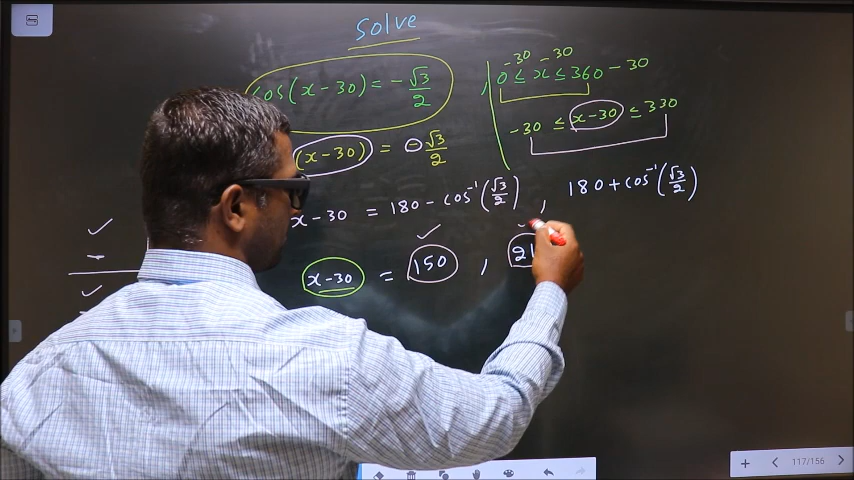 Solve
cos(x-30) = -√3/2
-30 -30
0 ≤ x ≤ 360 - 30
-30 ≤ x-30 ≤ 330
(x-30) = -√3/2
x-30 = 180 - cos⁻¹(√3/2) , 180 + cos⁻¹(√3/2)
x-30 = 150 ,
117/156